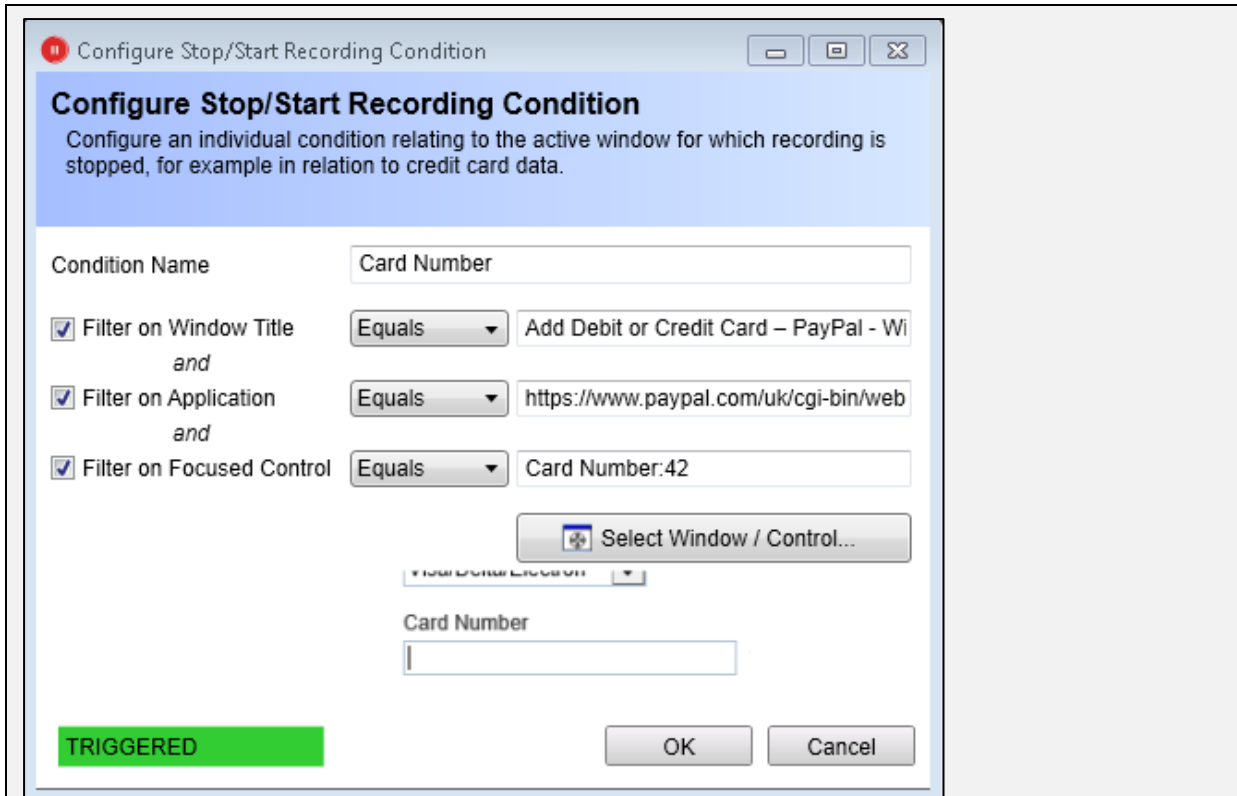 Configure Stop/Start Recording Condition
Configure Stop/Start Recording Condition
Configure an individual condition relating to the active window for which recording is
stopped, for example in relation to credit card data.
Condition Name Card Number
Filter on Window Title Equals Add Debit or Credit Card – PayPal - Wi
and
Filter on Application Equals https://www.paypal.com/uk/cgi-bin/web
and
Filter on Focused Control Equals Card Number:42
Select Window / Control...
Visa/Delta/Electron
Card Number
TRIGGERED OK Cancel